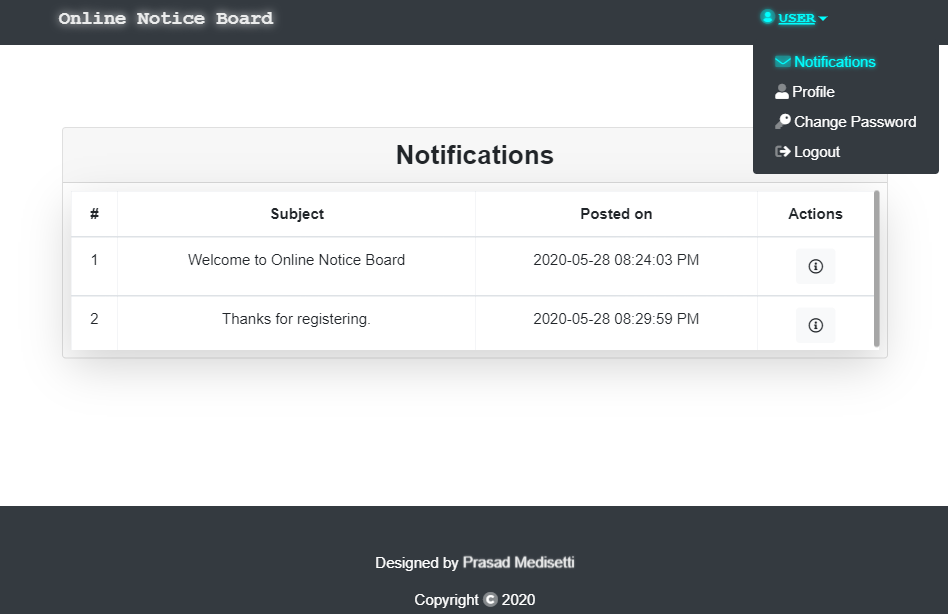 Online Notice Board
USER
Notifications
Profile
Change Password
Logout
Notifications
# Subject Posted on Actions
1 Welcome to Online Notice Board 2020-05-28 08:24:03 PM
2 Thanks for registering. 2020-05-28 08:29:59 PM
Designed by Prasad Medisetti
Copyright © 2020